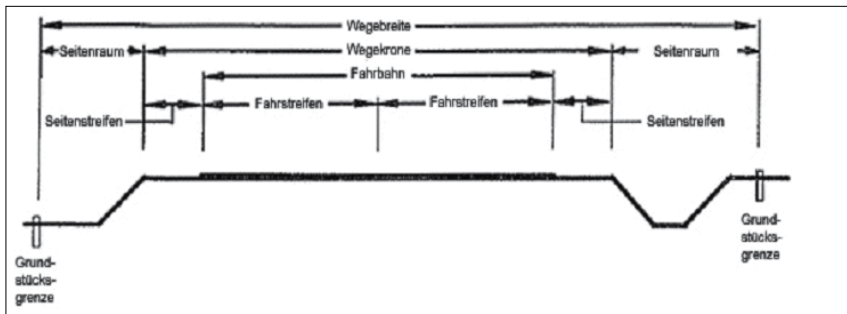 Wegebreite
Seitenraum
Wegekrone
Seitenraum
Fahrbahn
Fahrstreifen
Fahrstreifen
Seitenstreifen
Seitenstreifen
Grund-
stücks-
grenze
Grund-
stücks-
grenze